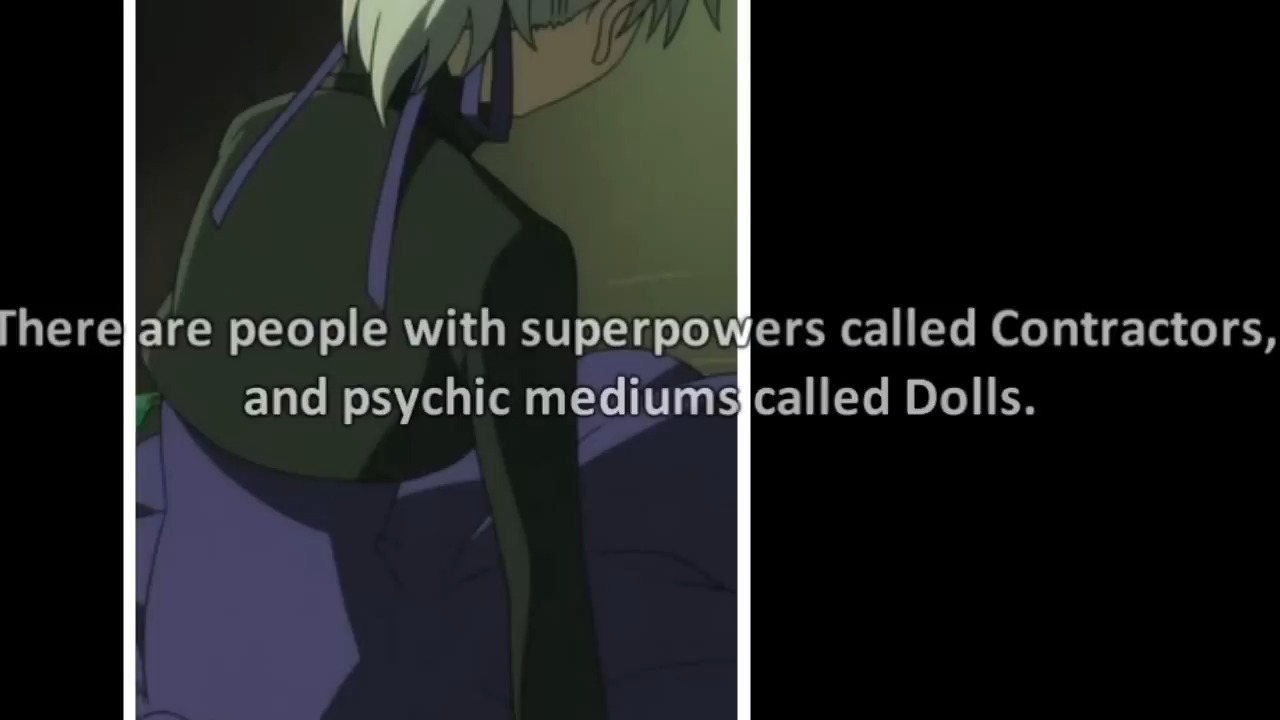 There are people with superpowers called Contractors,
and psychic mediums called Dolls.